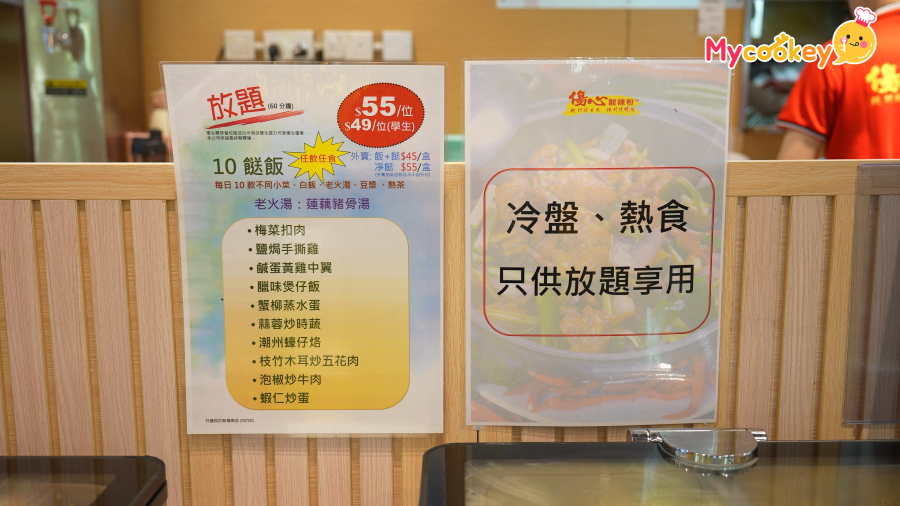 Mycookey
放題 (60 分鐘)
$55/位
$49/位(學生)
10 餸飯
任飲任食
外賣: 飯+餸$45/盒
淨餸 $55/盒
每日 10 款不同小菜、白飯、老火湯、豆漿、熱茶
老火湯：蓮藕豬骨湯
• 梅菜扣肉
• 鹽焗手撕雞
• 鹹蛋黃雞中翼
• 臘味煲仔飯
• 蟹柳蒸水蛋
• 蒜蓉炒時蔬
• 潮州蠔仔烙
• 枝竹木耳炒五花肉
• 泡椒炒牛肉
• 蝦仁炒蛋
傷心酸辣粉
冷盤、熱食
只供放題享用
傷心